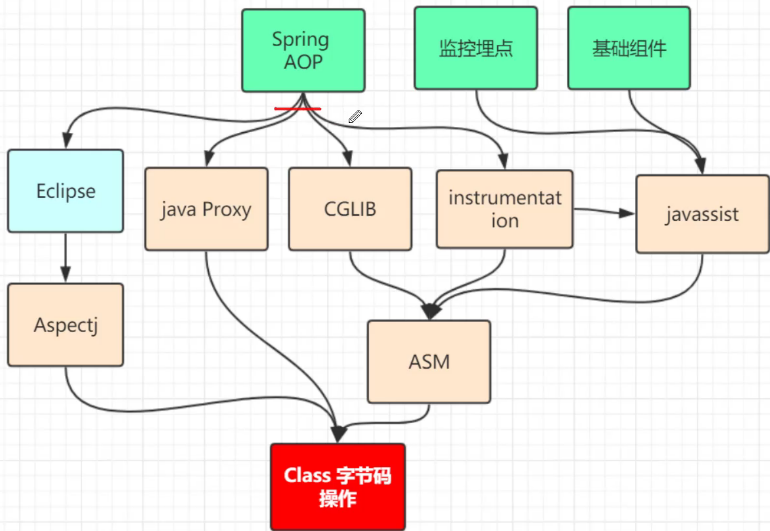 Spring
AOP
监控埋点
基础组件
Eclipse
java Proxy
CGLIB
instrumentat
ion
javassist
Aspectj
ASM
Class 字节码
操作